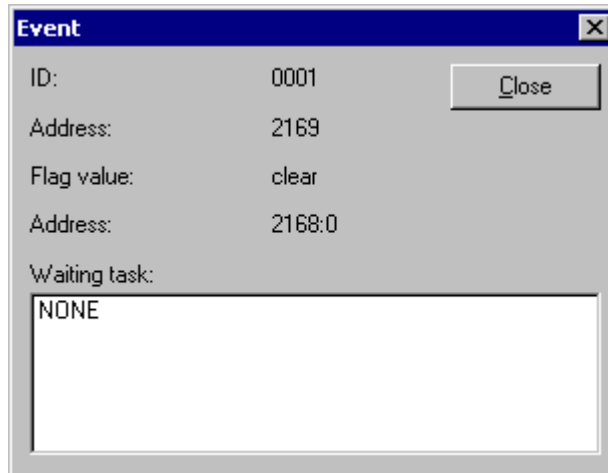 Event
ID: 0001 Close
Address: 2169
Flag value: clear
Address: 2168:0
Waiting task:
NONE